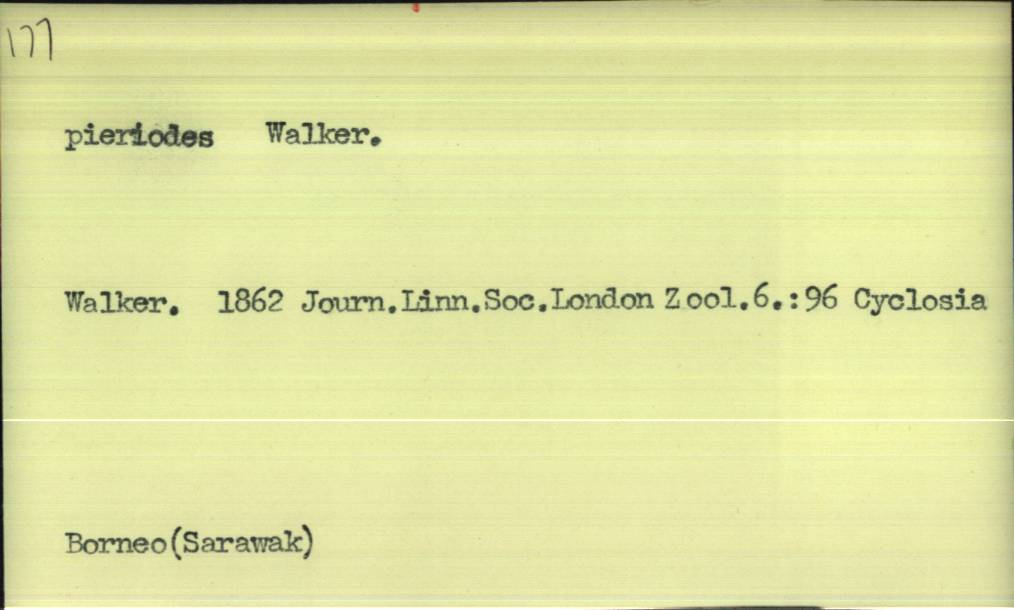 177
pieriodes Walker.
Walker. 1862 Journ.Linn.Soc.London Zool.6.:96 Cyclosia
Borneo(Sarawak)